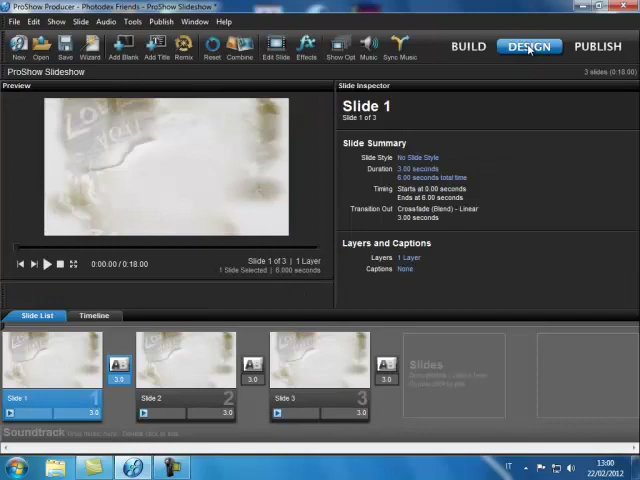 ProShow Producer - Photodex Friends - ProShow Slideshow *
File Show Slide Audio Tools Publish Window Help
New Open Save Wizard Add Blank Add Title Remix Reset Combine Edit Slide Effects Show Opt Music Sync Music
BUILD DESIGN PUBLISH
ProShow Slideshow
3 slides (0:18.00)
Preview
Slide Inspector
Slide 1
Slide 1 of 3
Slide Summary
Slide Style No Slide Style
Duration 3.00 seconds
6.00 seconds total time
Timing Starts at 0.00 seconds
Ends at 6.00 seconds
Transition Out Crossfade (Blend) - Linear
3.00 seconds
Layers and Captions
Layers 1 Layer
Captions None
0:00.00 / 0:18.00
Slide 1 of 3 | 1 Layer
1 Slide Selected | 6.000 seconds
Slide List Timeline
3.0 3.0 3.0
Slides
Slide 1 1 Slide 2 2 Slide 3 3
3.0 3.0 3.0
Soundtrack
IT
13:00
22/02/2012